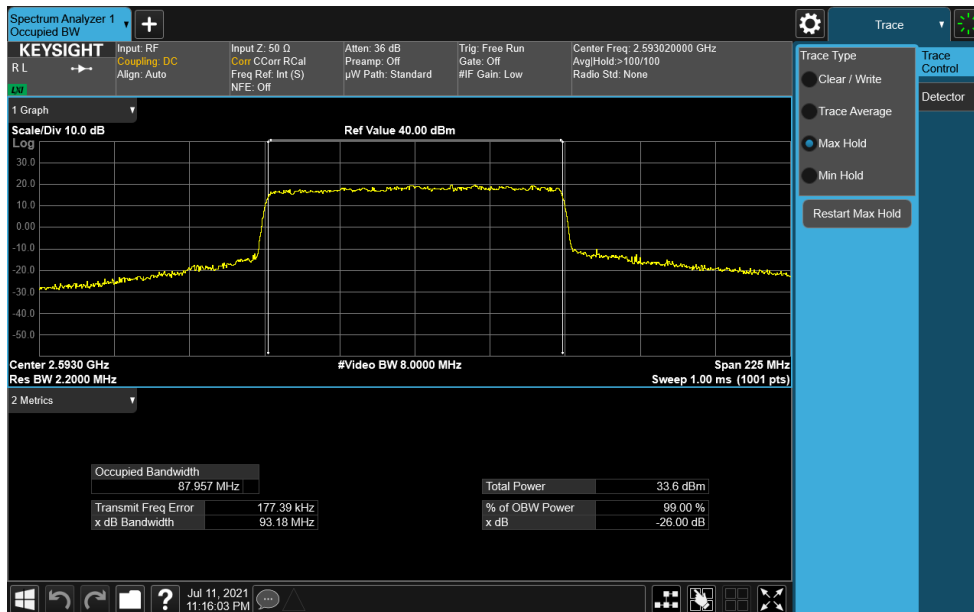 Spectrum Analyzer 1
Occupied BW
Trace
KEYSIGHT
R L
LXI
Input: RF
Coupling: DC
Align: Auto
Input Z: 50 Ω
Corr CCorr RCal
Freq Ref: Int (S)
NFE: Off
Atten: 36 dB
Preamp: Off
µW Path: Standard
Trig: Free Run
Gate: Off
#IF Gain: Low
Center Freq: 2.593020000 GHz
Avg|Hold:>100/100
Radio Std: None
Trace Type
Clear / Write
Trace Average
Max Hold
Min Hold
Restart Max Hold
Trace
Control
Detector
1 Graph
Scale/Div 10.0 dB
Ref Value 40.00 dBm
Log
30.0
20.0
10.0
0.00
-10.0
-20.0
-30.0
-40.0
-50.0
Center 2.5930 GHz
#Video BW 8.0000 MHz
Span 225 MHz
Res BW 2.2000 MHz
Sweep 1.00 ms (1001 pts)
2 Metrics
Occupied Bandwidth
87.957 MHz
Total Power 33.6 dBm
Transmit Freq Error 177.39 kHz
% of OBW Power 99.00 %
x dB Bandwidth 93.18 MHz
x dB -26.00 dB
?
Jul 11, 2021
11:16:03 PM